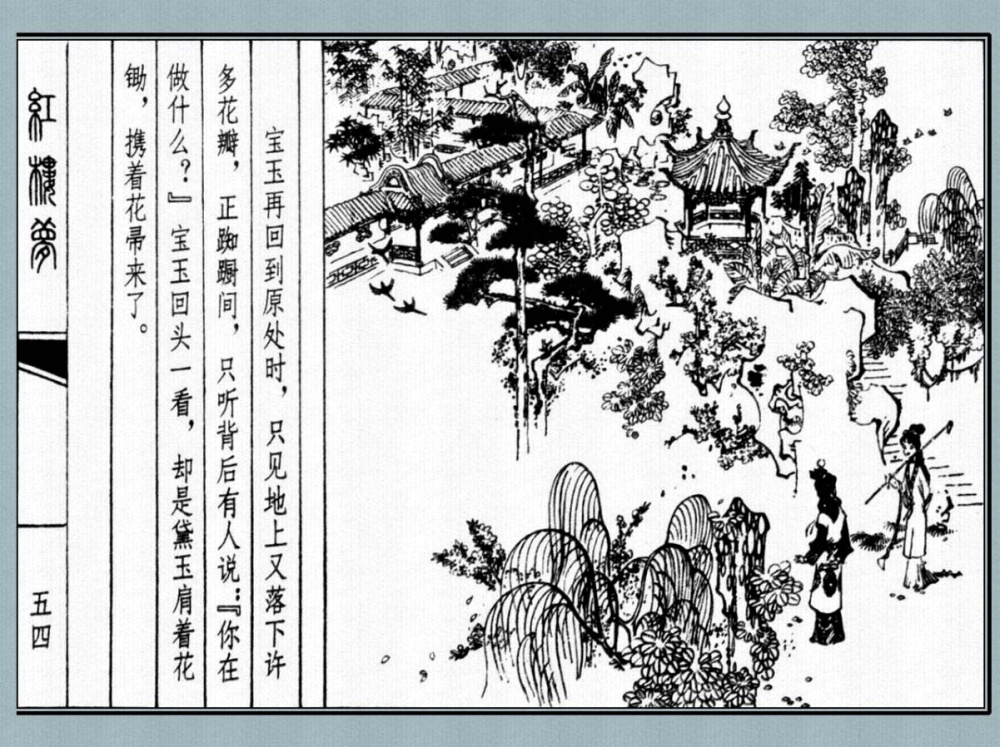 宝玉再回到原处时，只见地上又落下许
多花瓣，正踟蹰间，只听背后有人说：『你在
做什么？』宝玉回头一看，却是黛玉肩着花
锄，携着花帚来了。
紅樓夢
五四